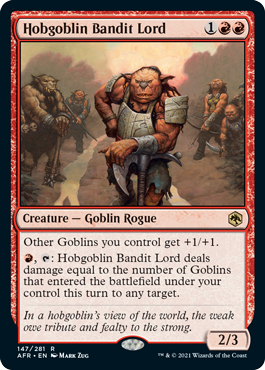 Hobgoblin Bandit Lord 1
Creature — Goblin Rogue
Other Goblins you control get +1/+1.
: Hobgoblin Bandit Lord deals
damage equal to the number of Goblins
that entered the battlefield under your
control this turn to any target.
In a hobgoblin's view of the world, the weak
owe tribute and fealty to the strong.
2/3
147/281 R
AFR • EN Mark Zug
™ & © 2021 Wizards of the Coast